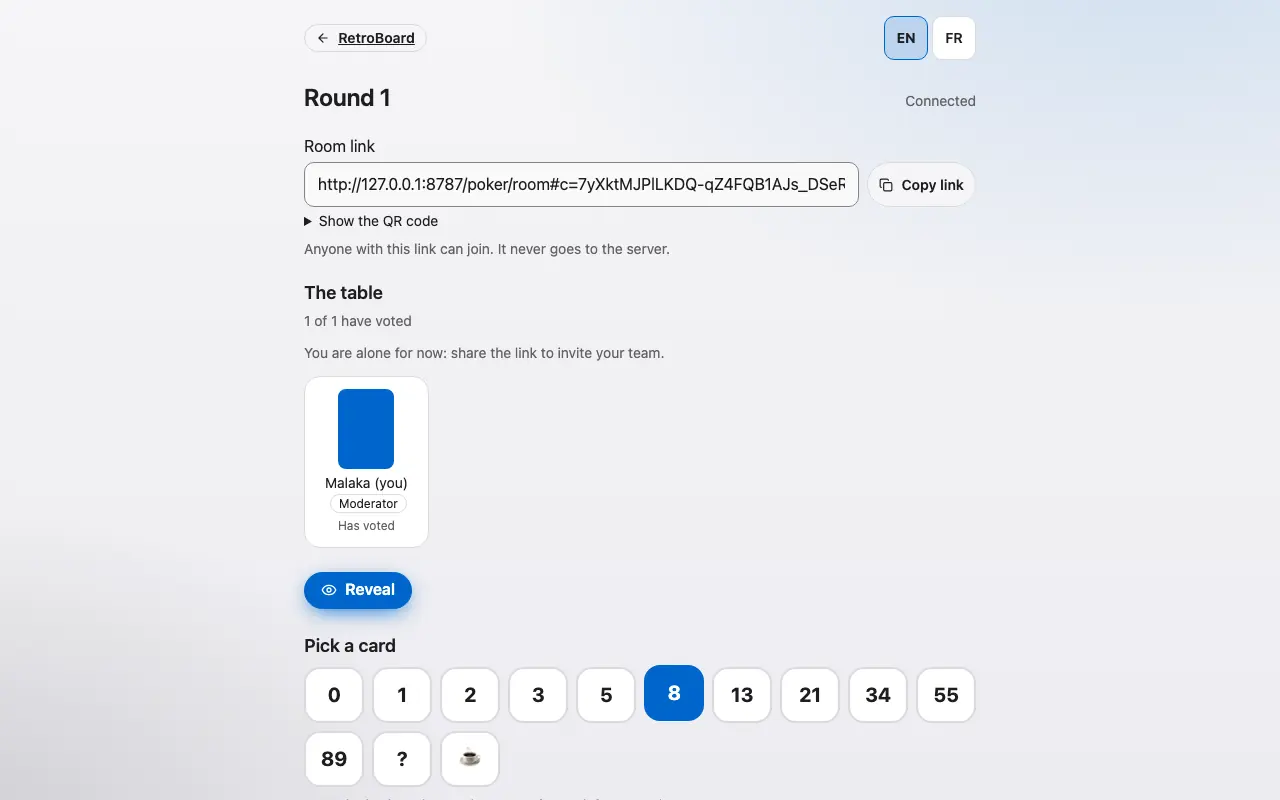 RetroBoard
EN
FR
Round 1
Connected
Room link
http://127.0.0.1:8787/poker/room#c=7yXktMJPlLKDQ-qZ4FQB1AJs_DSeR
Copy link
Show the QR code
Anyone with this link can join. It never goes to the server.
The table
1 of 1 have voted
You are alone for now: share the link to invite your team.
Malaka (you)
Moderator
Has voted
Reveal
Pick a card
0 1 2 3 5 8 13 21 34 55
89 ?